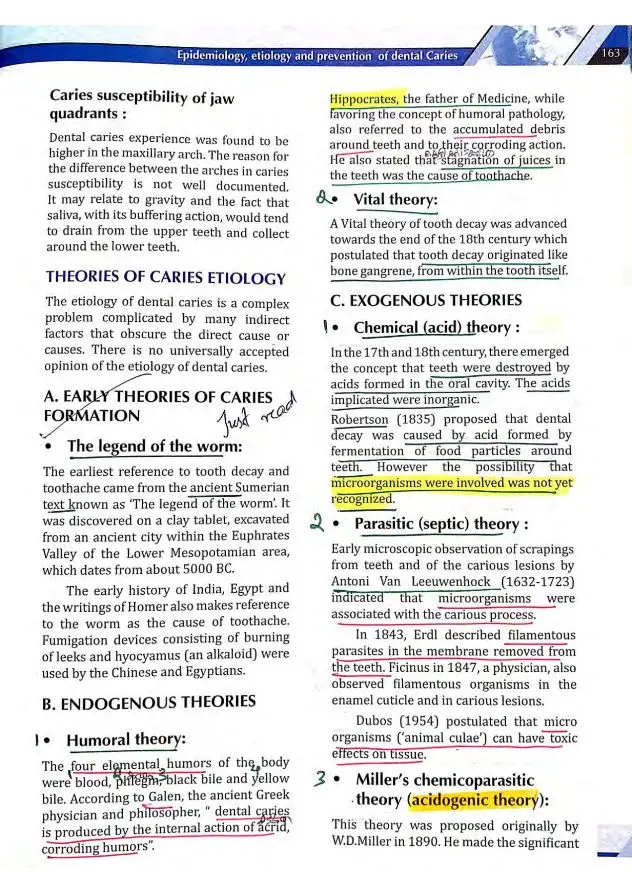 Epidemiology, etiology and prevention of dental Caries
163
Caries susceptibility of jaw
quadrants :
Dental caries experience was found to be
higher in the maxillary arch. The reason for
the difference between the arches in caries
susceptibility is not well documented.
It may relate to gravity and the fact that
saliva, with its buffering action, would tend
to drain from the upper teeth and collect
around the lower teeth.
THEORIES OF CARIES ETIOLOGY
The etiology of dental caries is a complex
problem complicated by many indirect
factors that obscure the direct cause or
causes. There is no universally accepted
opinion of the etiology of dental caries.
A. EARLY THEORIES OF CARIES
FORMATION
Just read
• The legend of the worm:
The earliest reference to tooth decay and
toothache came from the ancient Sumerian
text known as 'The legend of the worm'. It
was discovered on a clay tablet, excavated
from an ancient city within the Euphrates
Valley of the Lower Mesopotamian area,
which dates from about 5000 BC.
The early history of India, Egypt and
the writings of Homer also makes reference
to the worm as the cause of toothache.
Fumigation devices consisting of burning
of leeks and hyocyamus (an alkaloid) were
used by the Chinese and Egyptians.
B. ENDOGENOUS THEORIES
1 • Humoral theory:
The four elemental humors of the body
were blood, phlegm, black bile and yellow
bile. According to Galen, the ancient Greek
physician and philosopher, " dental caries
is produced by the internal action of acrid,
corroding humors".
Hippocrates, the father of Medicine, while
favoring the concept of humoral pathology,
also referred to the accumulated debris
around teeth and to their corroding action.
He also stated that stagnation of juices in
the teeth was the cause of toothache.
2 • Vital theory:
A Vital theory of tooth decay was advanced
towards the end of the 18th century which
postulated that tooth decay originated like
bone gangrene, from within the tooth itself.
C. EXOGENOUS THEORIES
1 • Chemical (acid) theory :
In the 17th and 18th century, there emerged
the concept that teeth were destroyed by
acids formed in the oral cavity. The acids
implicated were inorganic.
Robertson (1835) proposed that dental
decay was caused by acid formed by
fermentation of food particles around
teeth. However the possibility that
microorganisms were involved was not yet
recognized.
2 • Parasitic (septic) theory :
Early microscopic observation of scrapings
from teeth and of the carious lesions by
Antoni Van Leeuwenhock (1632-1723)
indicated that microorganisms were
associated with the carious process.
In 1843, Erdl described filamentous
parasites in the membrane removed from
the teeth. Ficinus in 1847, a physician, also
observed filamentous organisms in the
enamel cuticle and in carious lesions.
Dubos (1954) postulated that micro
organisms ('animal culae') can have toxic
effects on tissue.
3 • Miller's chemicoparasitic
theory (acidogenic theory):
This theory was proposed originally by
W.D.Miller in 1890. He made the significant